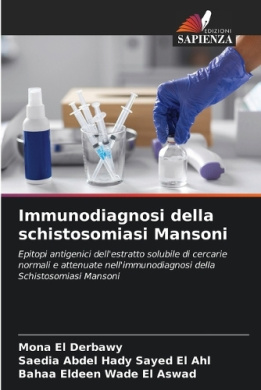 EDIZIONI
SAPIENZA
Immunodiagnosi della
schistosomiasi Mansoni
Epitopi antigenici dell'estratto solubile di cercarie
normali e attenuate nell'immunodiagnosi della
Schistosomiasi Mansoni
Mona El Derbawy
Saedia Abdel Hady Sayed El Ahl
Bahaa Eldeen Wade El Aswad